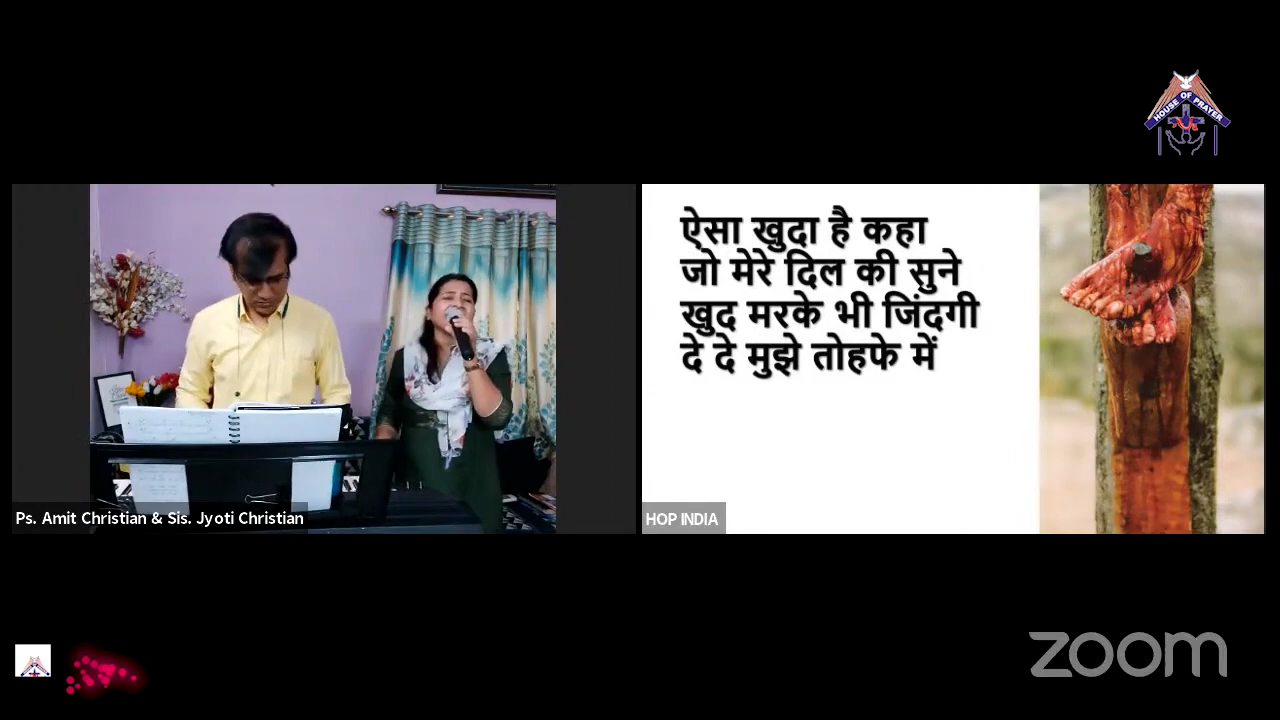 HOUSE OF PRAYER
ऐसा खुदा है कहा
जो मेरे दिल की सुने
खुद मरके भी जिंदगी
दे दे मुझे तोहफे में
Ps. Amit Christian & Sis. Jyoti Christian
HOP INDIA
zoom